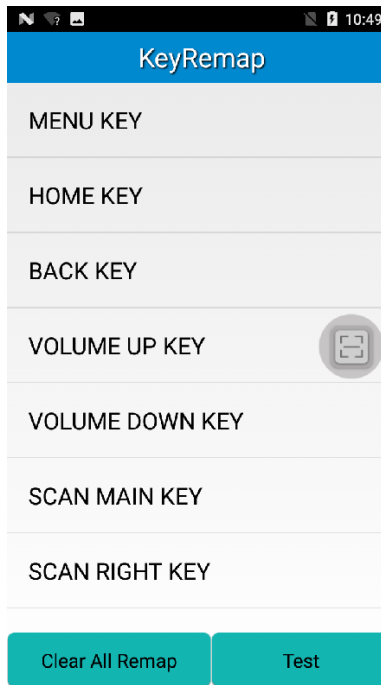 10:49
KeyRemap
MENU KEY
HOME KEY
BACK KEY
VOLUME UP KEY
VOLUME DOWN KEY
SCAN MAIN KEY
SCAN RIGHT KEY
Clear All Remap
Test